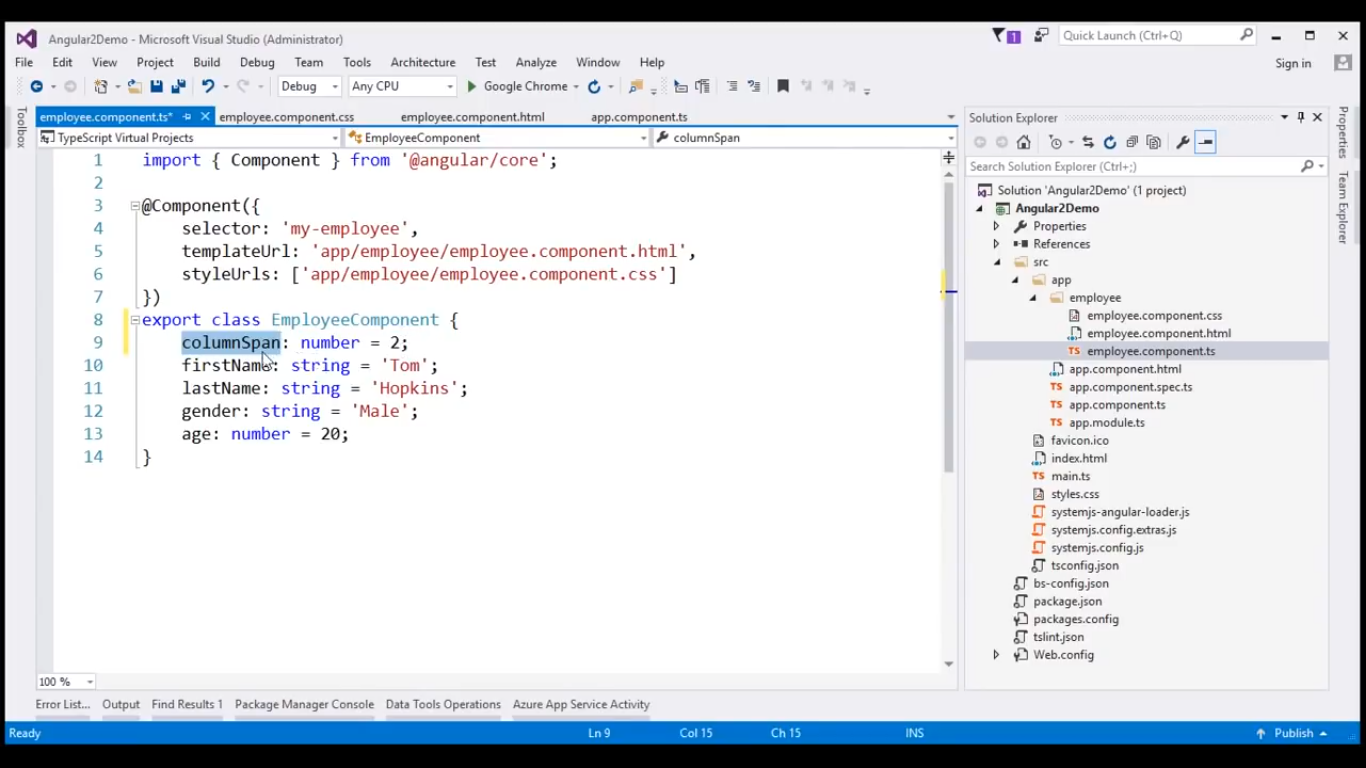 Angular2Demo - Microsoft Visual Studio (Administrator)
1
Quick Launch (Ctrl+Q)
File Edit View Project Build Debug Team Tools Architecture Test Analyze Window Help
Sign in
Debug Any CPU Google Chrome
employee.component.ts* employee.component.css employee.component.html app.component.ts
TypeScript Virtual Projects EmployeeComponent columnSpan
Toolbox
1 import { Component } from '@angular/core';
2
3 @Component({
4 selector: 'my-employee',
5 templateUrl: 'app/employee/employee.component.html',
6 styleUrls: ['app/employee/employee.component.css']
7 })
8 export class EmployeeComponent {
9 columnSpan: number = 2;
10 firstName: string = 'Tom';
11 lastName: string = 'Hopkins';
12 gender: string = 'Male';
13 age: number = 20;
14 }
100 %
Solution Explorer
Search Solution Explorer (Ctrl+;)
Solution 'Angular2Demo' (1 project)
Angular2Demo
Properties
References
src
app
employee
employee.component.css
employee.component.html
TS employee.component.ts
app.component.html
TS app.component.spec.ts
TS app.component.ts
TS app.module.ts
favicon.ico
index.html
TS main.ts
styles.css
systemjs-angular-loader.js
systemjs.config.extras.js
systemjs.config.js
tsconfig.json
bs-config.json
package.json
packages.config
tslint.json
Web.config
Properties
Team Explorer
Error List... Output Find Results 1 Package Manager Console Data Tools Operations Azure App Service Activity
Ready Ln 9 Col 15 Ch 15 INS Publish